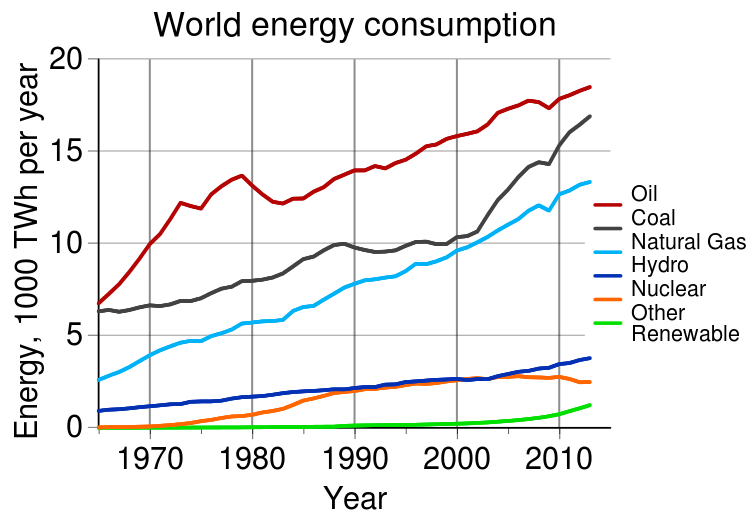 World energy consumption
20
15
10
5
0
Energy, 1000 TWh per year
1970 1980 1990 2000 2010
Year
Oil
Coal
Natural Gas
Hydro
Nuclear
Other
Renewable